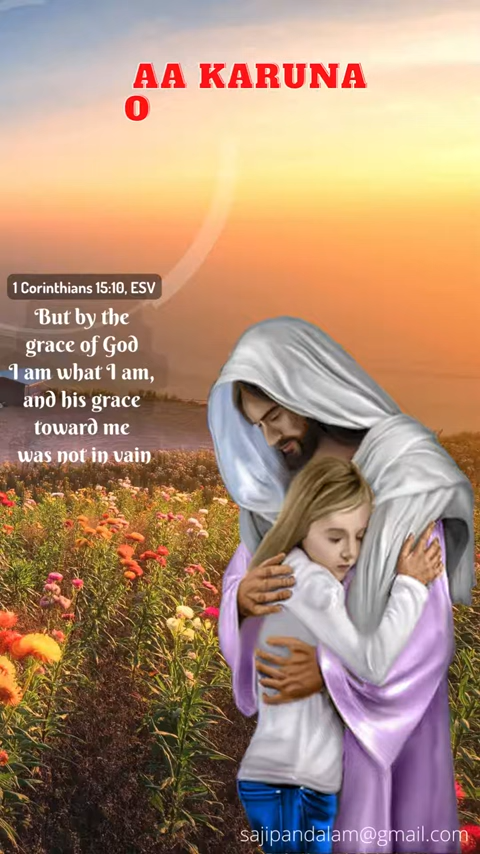 AA KARUNA
O
1 Corinthians 15:10, ESV
But by the
grace of God
I am what I am,
and his grace
toward me
was not in vain
sajipandalam@gmail.com